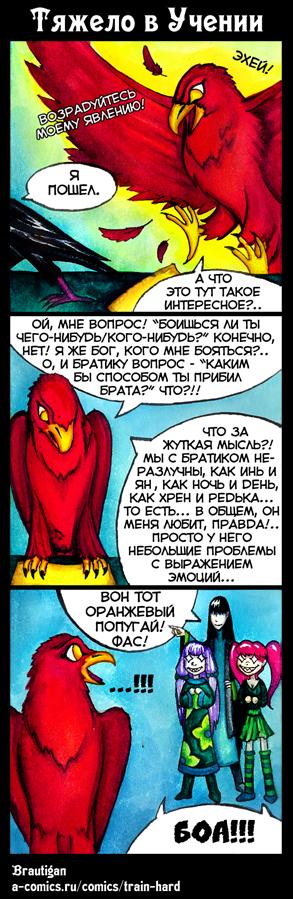 Тяжело в Учении
ЭХЕЙ!
ВОЗРАДУЙТЕСЬ
МОЕМУ ЯВЛЕНИЮ!
Я
ПОШЕЛ.
А ЧТО
ЭТО ТУТ ТАКОЕ
ИНТЕРЕСНОЕ?..
ОЙ, МНЕ ВОПРОС! "БОИШЬСЯ ЛИ ТЫ
ЧЕГО-НИБУДЬ/КОГО-НИБУДЬ?" КОНЕЧНО,
НЕТ! Я ЖЕ БОГ, КОГО МНЕ БОЯТЬСЯ?..
О, И БРАТИКУ ВОПРОС - "КАКИМ
БЫ СПОСОБОМ ТЫ ПРИБИЛ
БРАТА?" ЧТО?!!
ЧТО ЗА
ЖУТКАЯ МЫСЛЬ?!
МЫ С БРАТИКОМ НЕ-
РАЗЛУЧНЫ, КАК ИНЬ И
ЯН, КАК НОЧЬ И DЕНЬ,
КАК ХРЕН И РЕDЬКА...
ТО ЕСТЬ... В ОБЩЕМ, ОН
МЕНЯ ЛЮБИТ, ПРАВDА!..
ПРОСТО У НЕГО
НЕБОЛЬШИЕ ПРОБЛЕМЫ
С ВЫРАЖЕНИЕМ
ЭМОЦИЙ...
ВОН ТОТ
ОРАНЖЕВЫЙ
ПОПУГАЙ!
ФАС!
...!!!
БОА!!!
Brautigan
a-comics.ru/comics/train-hard